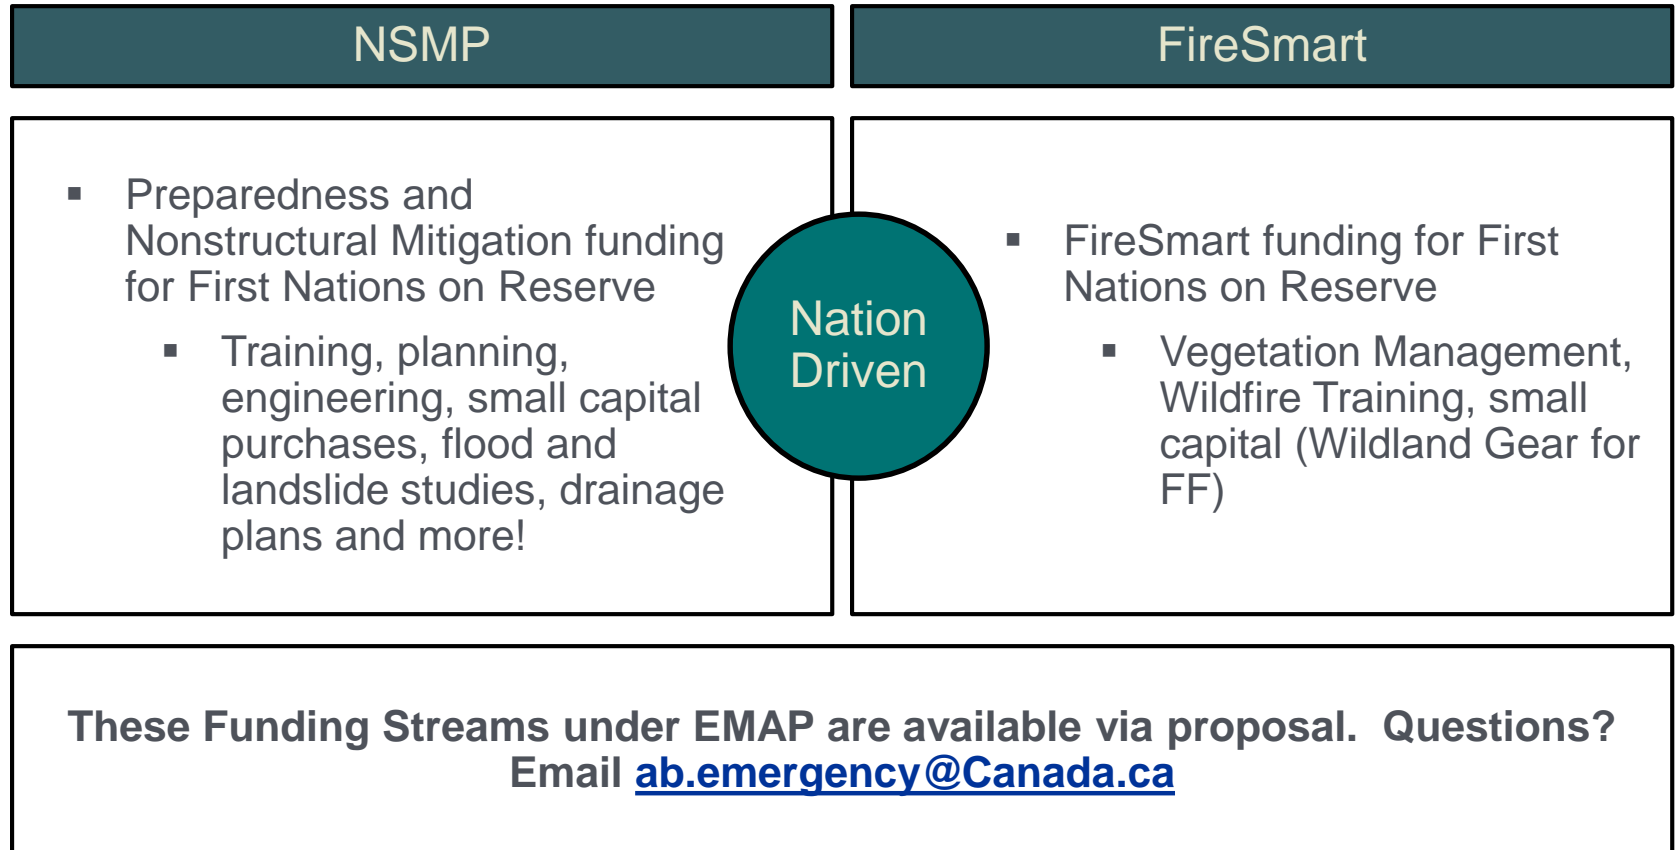 NSMP
FireSmart
▪ Preparedness and
Nonstructural Mitigation funding
for First Nations on Reserve
▪ Training, planning,
engineering, small capital
purchases, flood and
landslide studies, drainage
plans and more!
Nation
Driven
▪ FireSmart funding for First
Nations on Reserve
▪ Vegetation Management,
Wildfire Training, small
capital (Wildland Gear for
FF)
These Funding Streams under EMAP are available via proposal.  Questions?
Email ab.emergency@Canada.ca